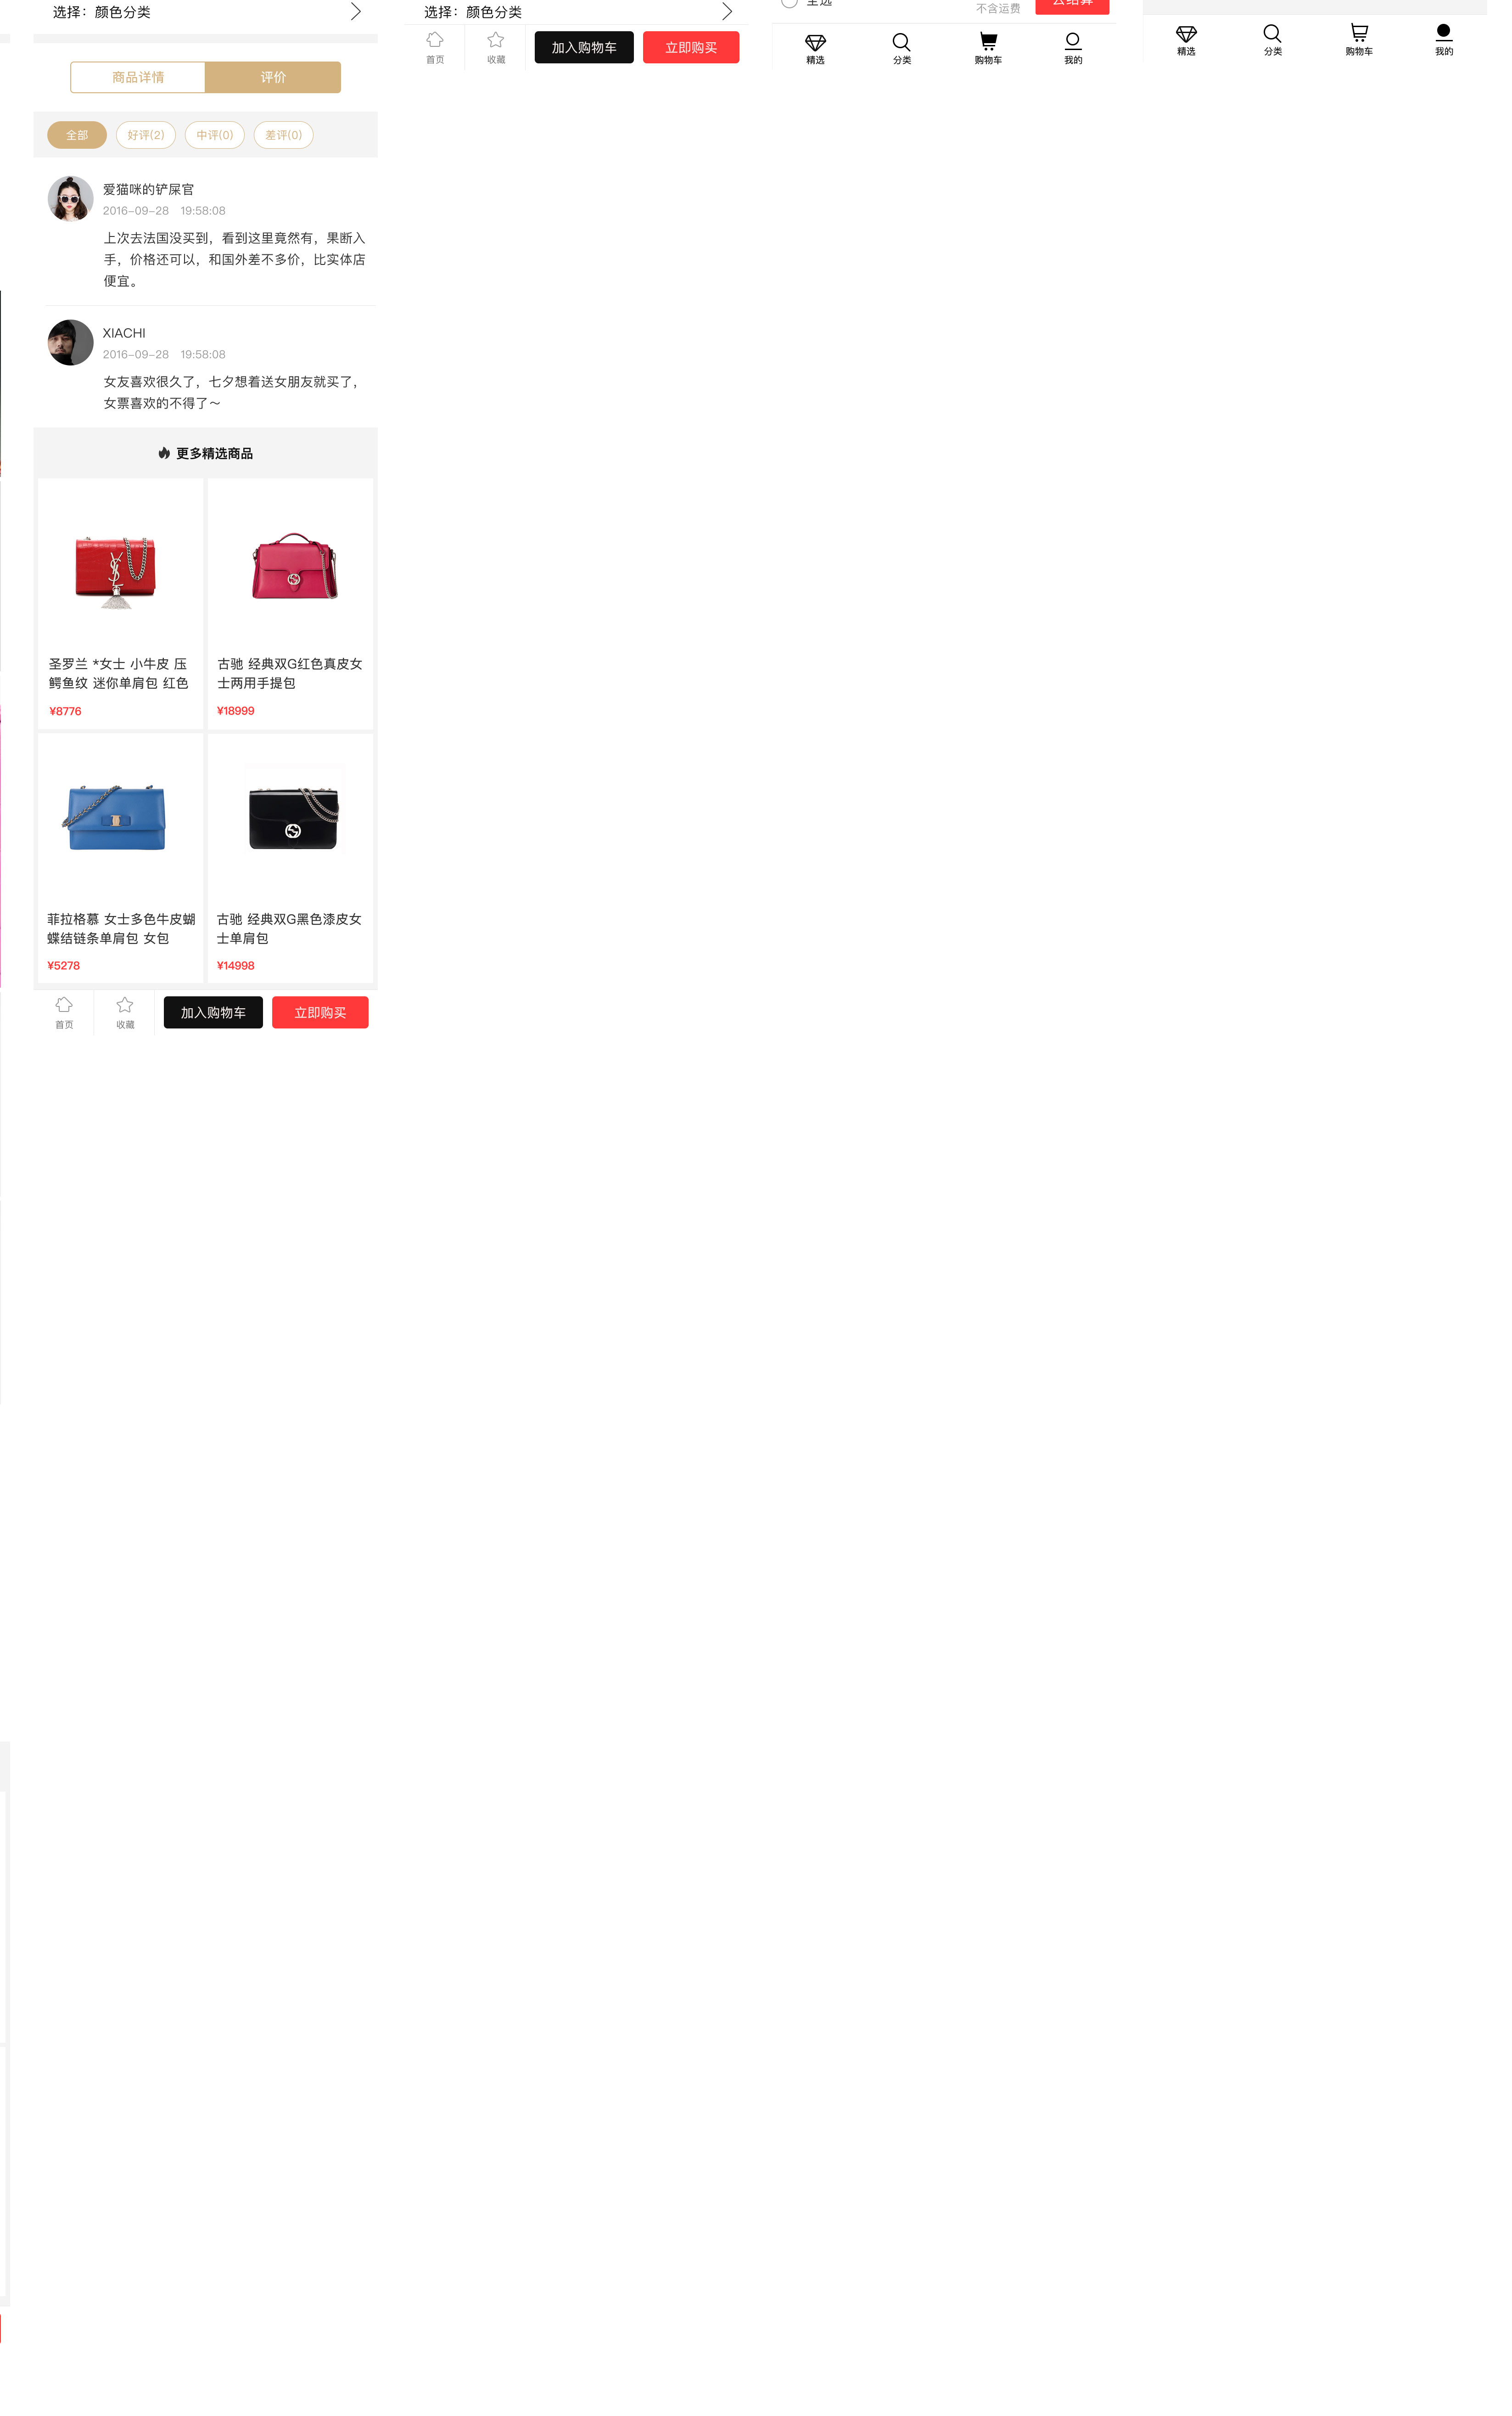 选择：颜色分类
商品详情
评价
全部
好评(2)
中评(0)
差评(0)
爱猫咪的铲屎官
2016-09-28 19:58:08
上次去法国没买到，看到这里竟然有，果断入
手，价格还可以，和国外差不多价，比实体店
便宜。
XIACHI
2016-09-28 19:58:08
女友喜欢很久了，七夕想着送女朋友就买了，
女票喜欢的不得了～
更多精选商品
圣罗兰 *女士 小牛皮 压
鳄鱼纹 迷你单肩包 红色
¥8776
古驰 经典双G红色真皮女
士两用手提包
¥18999
菲拉格慕 女士多色牛皮蝴
蝶结链条单肩包 女包
¥5278
古驰 经典双G黑色漆皮女
士单肩包
¥14998
首页
收藏
加入购物车
立即购买
选择：颜色分类
首页
收藏
加入购物车
立即购买
全选
不含运费
去结算
精选
分类
购物车
我的
精选
分类
购物车
我的